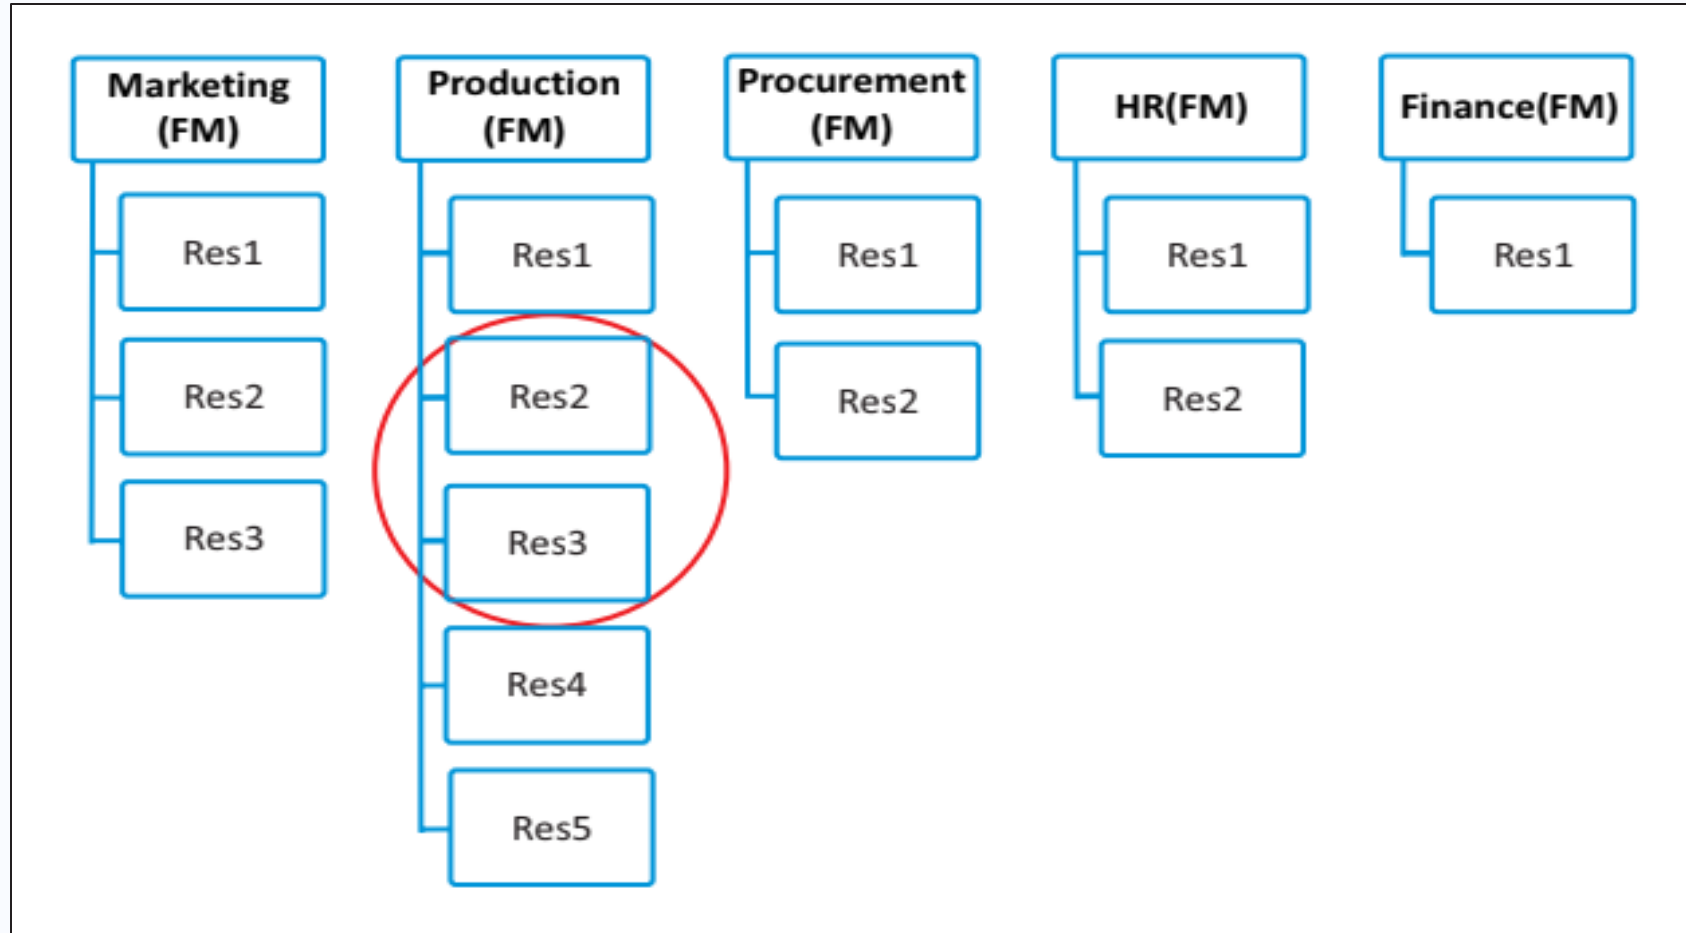 Marketing
(FM)
Res1
Res2
Res3
Production
(FM)
Res1
Res2
Res3
Res4
Res5
Procurement
(FM)
Res1
Res2
HR(FM)
Res1
Res2
Finance(FM)
Res1